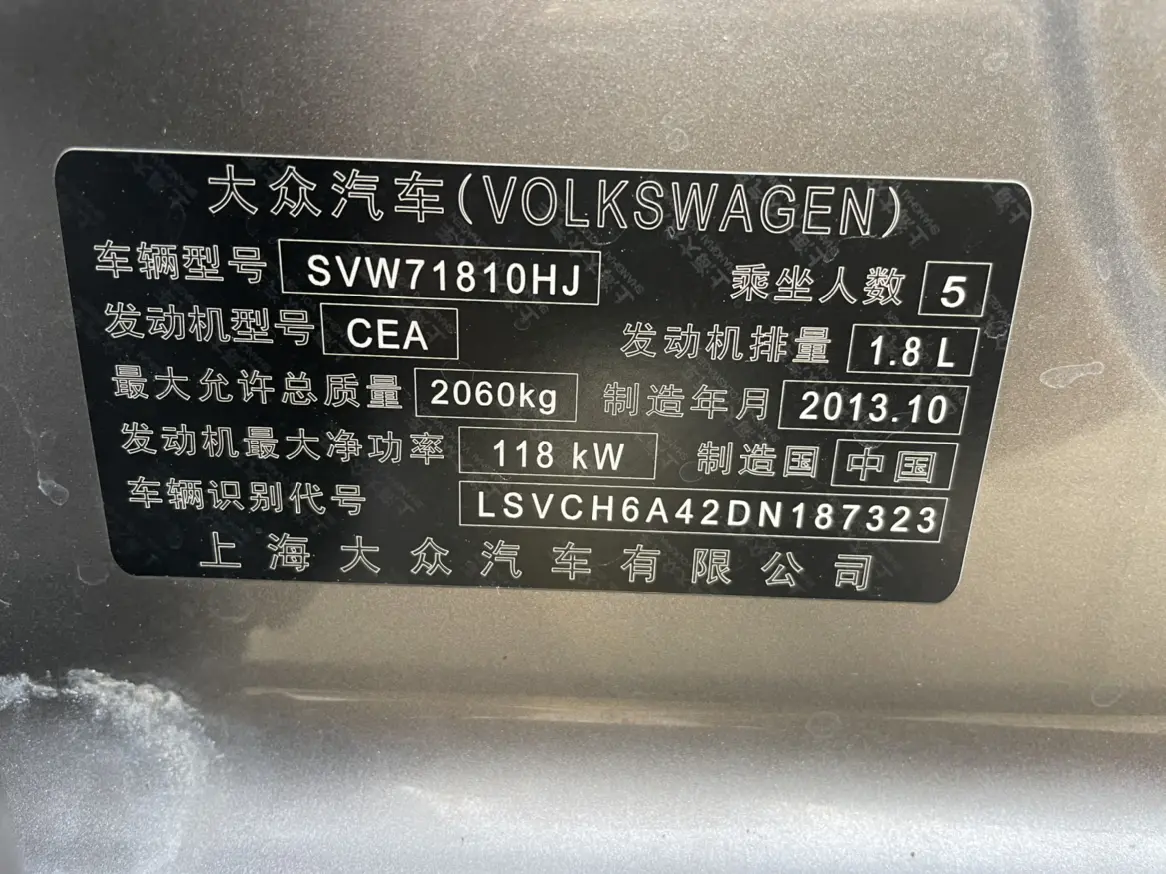 大众汽车(VOLKSWAGEN)
车辆型号 SVW71810HJ 乘坐人数 5
发动机型号 CEA 发动机排量 1.8 L
最大允许总质量 2060kg 制造年月 2013.10
发动机最大净功率 118 kW 制造国 中国
车辆识别代号 LSVCH6A42DN187323
上海大众汽车有限公司